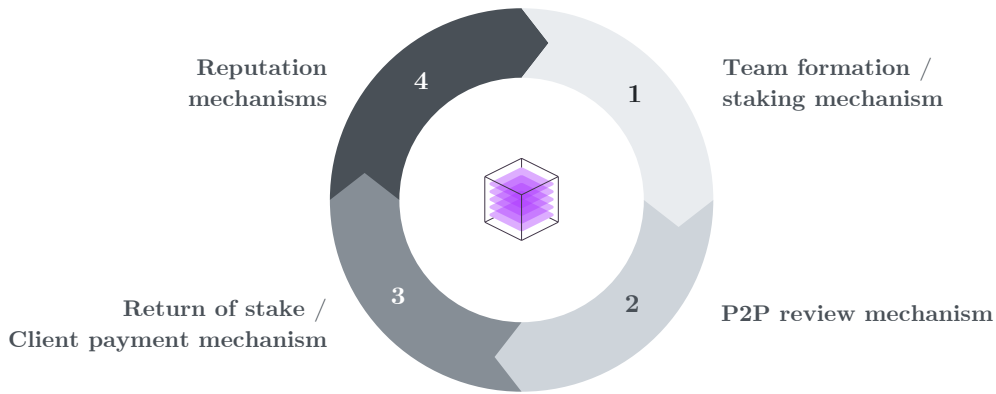 Reputation
mechanisms
4
1
Team formation /
staking mechanism
Return of stake /
Client payment mechanism
3
2
P2P review mechanism